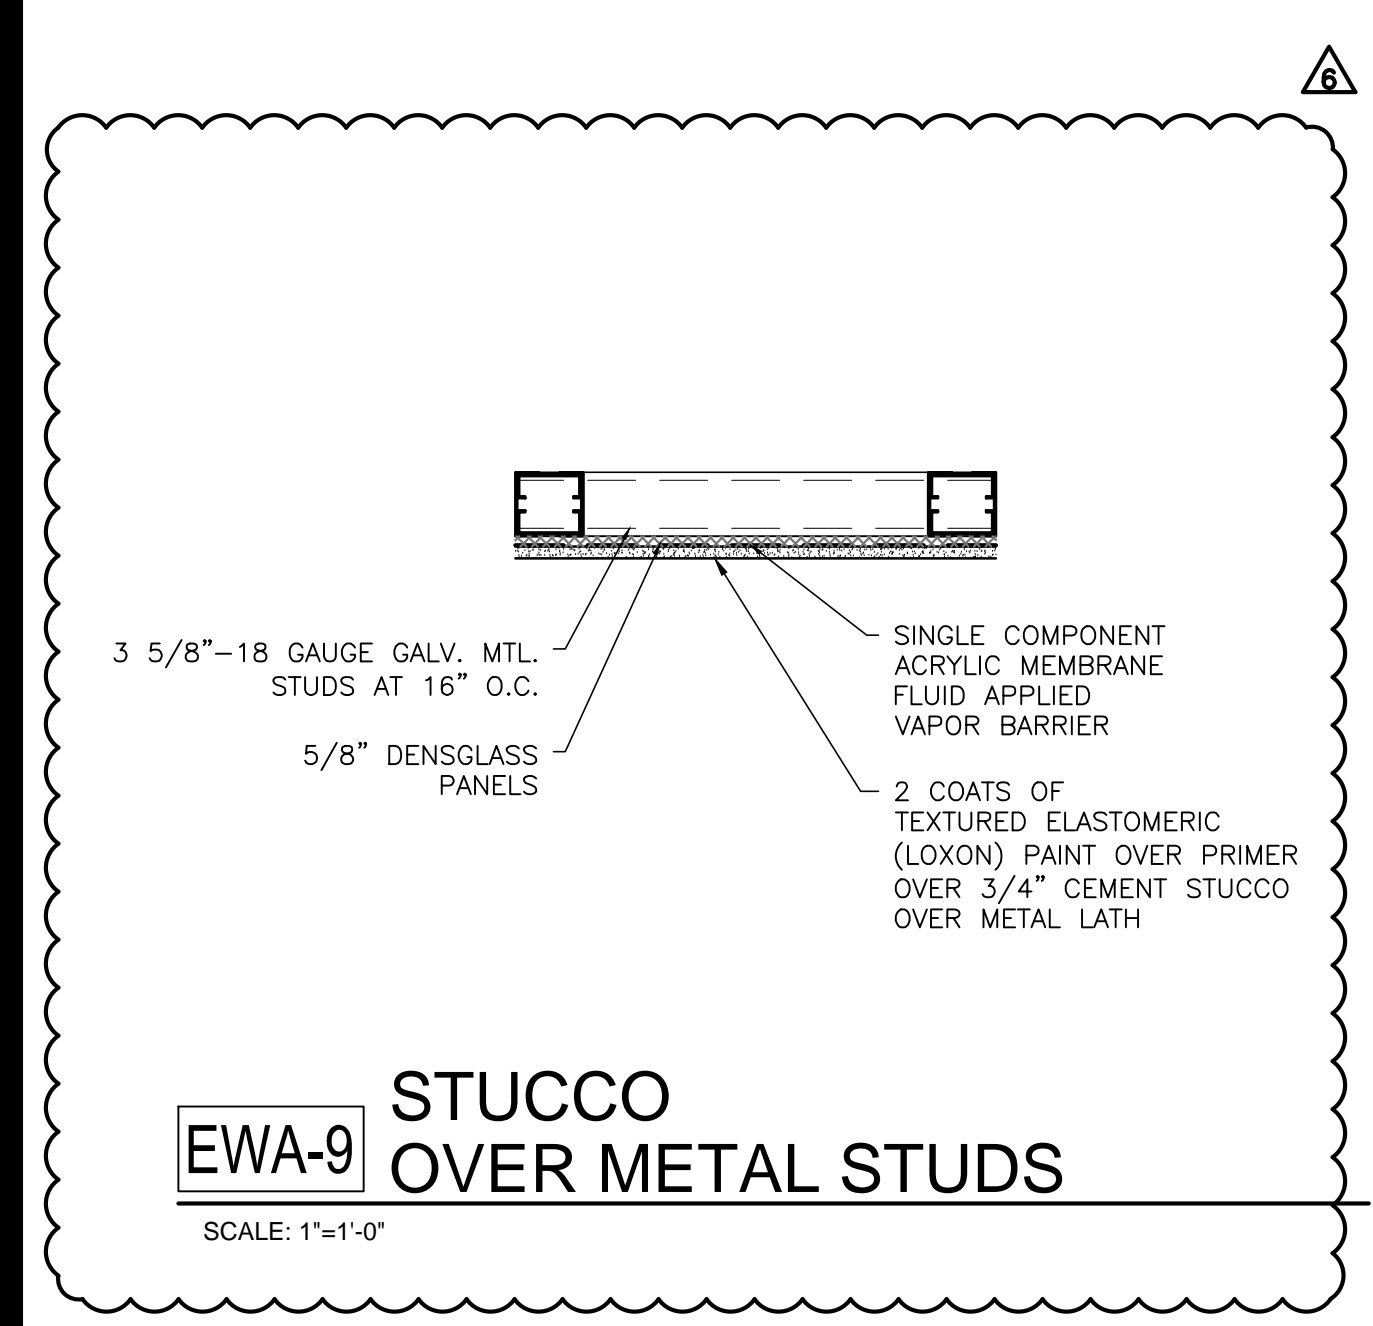 6
3 5/8”–18 GAUGE GALV. MTL.
STUDS AT 16” O.C.
5/8” DENSGLASS
PANELS
SINGLE COMPONENT
ACRYLIC MEMBRANE
FLUID APPLIED
VAPOR BARRIER
2 COATS OF
TEXTURED ELASTOMERIC
(LOXON) PAINT OVER PRIMER
OVER 3/4” CEMENT STUCCO
OVER METAL LATH
EWA-9
STUCCO
OVER METAL STUDS
SCALE: 1"=1'-0"